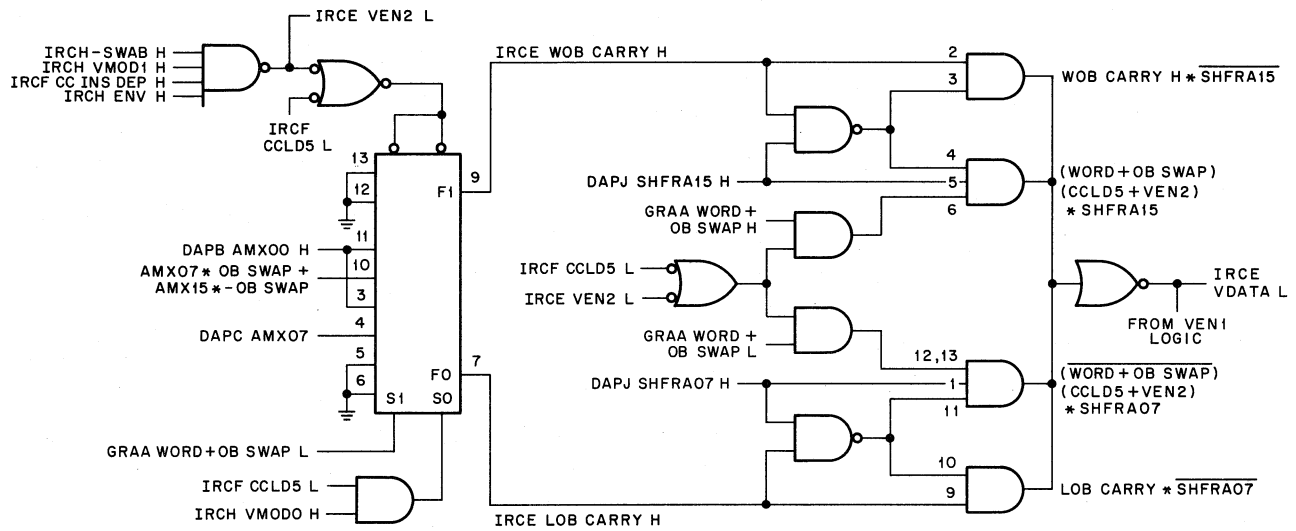 IRCE VEN2 L
IRCH-SWAB H
IRCH VMOD1 H
IRCF CC INS DEP H
IRCH ENV H
IRCF
CCLD5 L
13
12
11
10
3
4
5
6
9
F1
7
F0
S1 S0
DAPB AMX00 H
AMX07* OB SWAP +
AMX15*-OB SWAP
DAPC AMX07
GRAA WORD+OB SWAP L
IRCF CCLD5 L
IRCH VMOD0 H
IRCE WOB CARRY H
DAPJ SHFRA15 H
GRAA WORD+
OB SWAP H
IRCF CCLD5 L
IRCE VEN2 L
GRAA WORD +
OB SWAP L
DAPJ SHFRA07 H
IRCE LOB CARRY H
2
3
4
5
6
12,13
1
11
10
9
WOB CARRY H * SHFRA15
(WORD+OB SWAP)
(CCLD5+VEN2)
* SHFRA15
IRCE
VDATA L
FROM VEN1
LOGIC
(WORD+OB SWAP)
(CCLD5+VEN2)
* SHFRA07
LOB CARRY * SHFRA07